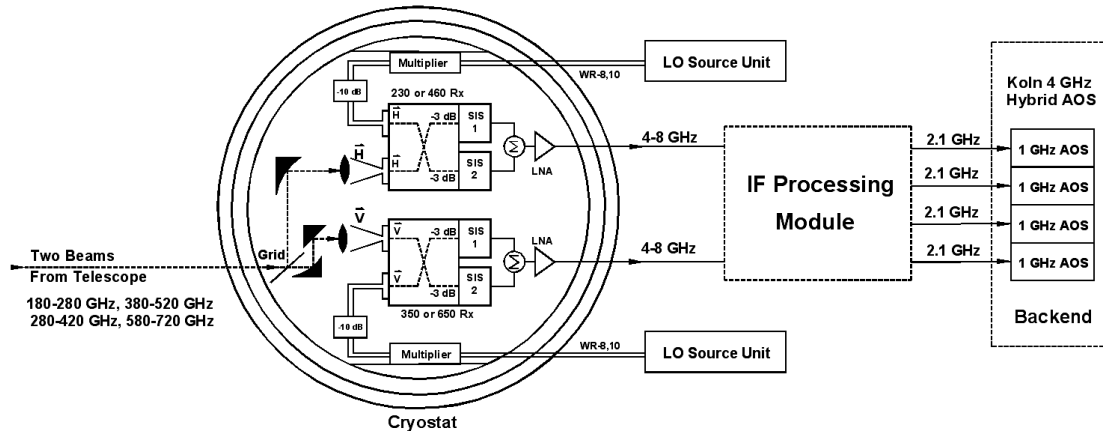 Two Beams
From Telescope
180-280 GHz, 380-520 GHz
280-420 GHz, 580-720 GHz
Grid
H
V
-10 dB
Multiplier
WR-8,10
LO Source Unit
230 or 460 Rx
H
H
-3 dB
-3 dB
SIS
1
SIS
2
Σ
LNA
4-8 GHz
V
V
-3 dB
-3 dB
SIS
1
SIS
2
Σ
LNA
4-8 GHz
350 or 650 Rx
-10 dB
Multiplier
WR-8,10
LO Source Unit
Cryostat
IF Processing
Module
2.1 GHz
2.1 GHz
2.1 GHz
2.1 GHz
Koln 4 GHz
Hybrid AOS
1 GHz AOS
1 GHz AOS
1 GHz AOS
1 GHz AOS
Backend